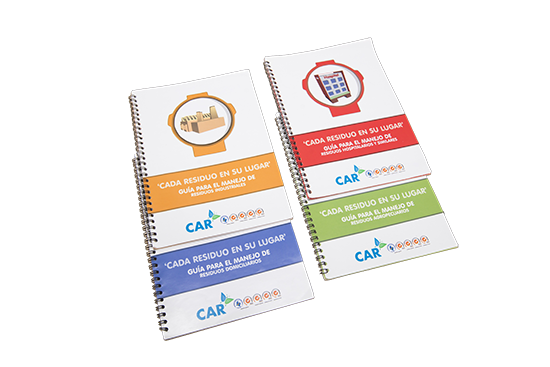 'CADA RESIDUO EN SU LUGAR'
GUÍA PARA EL MANEJO DE
RESIDUOS INDUSTRIALES
CAR
'CADA RESIDUO EN SU LUGAR'
GUÍA PARA EL MANEJO DE
RESIDUOS DOMICILIARIOS
CAR
'CADA RESIDUO EN SU LUGAR'
GUÍA PARA EL MANEJO DE
RESIDUOS HOSPITALARIOS Y SIMILARES
CAR
'CADA RESIDUO EN SU LUGAR'
GUÍA PARA EL MANEJO DE
RESIDUOS AGROPECUARIOS
CAR